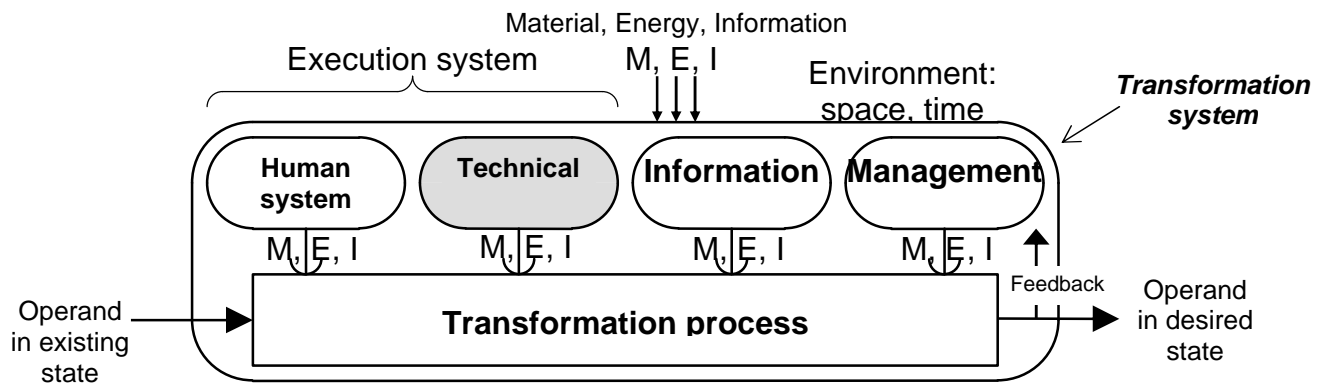 Material, Energy, Information
Execution system
M, E, I
Environment:
space, time
Transformation
system
Human
system
Technical
Information
Management
M, E, I
M, E, I
M, E, I
M, E, I
Feedback
Operand
in existing
state
Transformation process
Operand
in desired
state